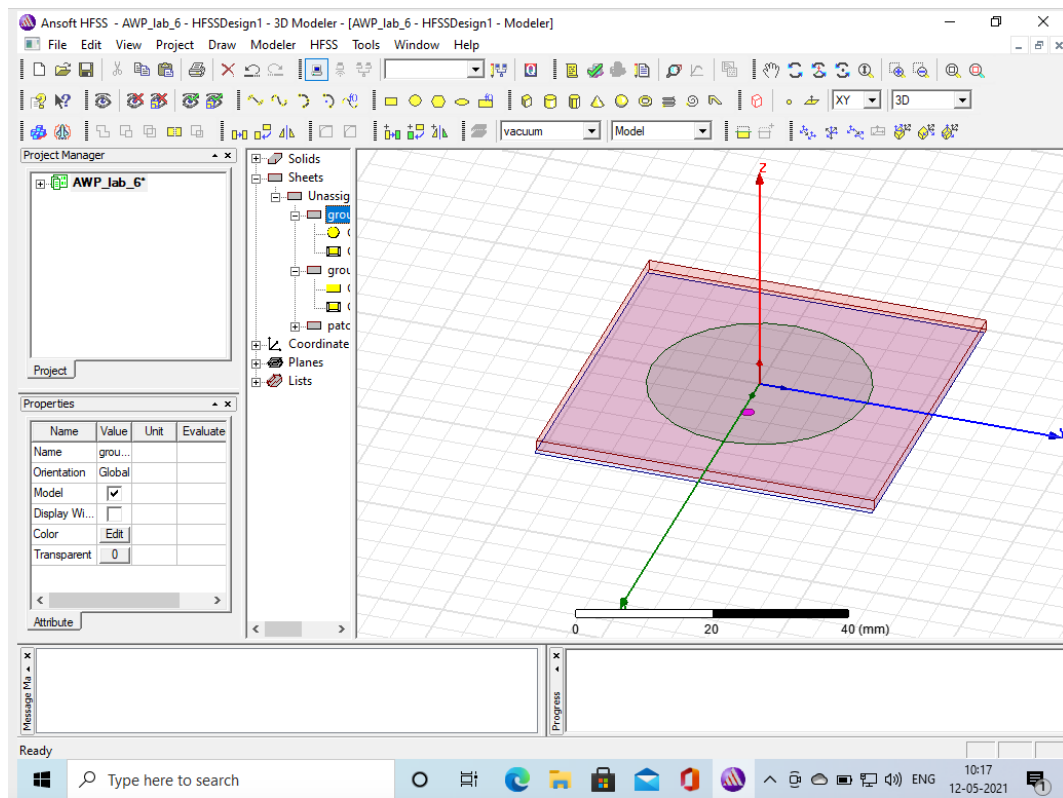 Ansoft HFSS - AWP_lab_6 - HFSSDesign1 - 3D Modeler - [AWP_lab_6 - HFSSDesign1 - Modeler]
File Edit View Project Draw Modeler HFSS Tools Window Help
XY 3D
vacuum Model
Project Manager
AWP_lab_6*
Project
Solids
Sheets
Unassig
grou
grou
patc
Coordinate
Planes
Lists
Properties
Name Value Unit Evaluate
Name grou...
Orientation Global
Model
Display Wi...
Color Edit
Transparent 0
Attribute
Z
0 20 40 (mm)
Message Ma
Progress
Ready
Type here to search
ENG
10:17
12-05-2021
1